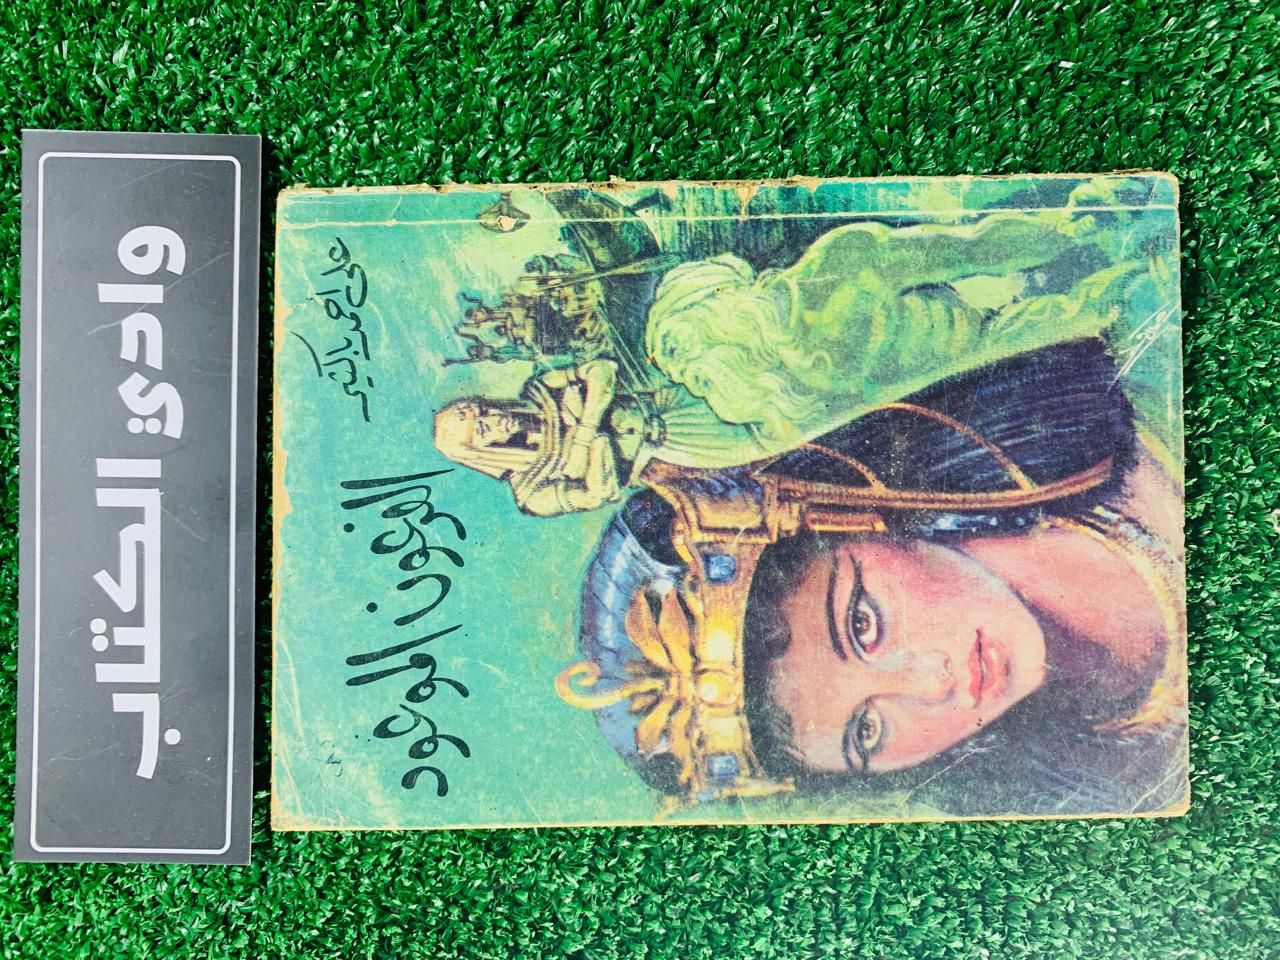 وادي الكتاب
علي أحمد باكثير
الفرعون الموعود